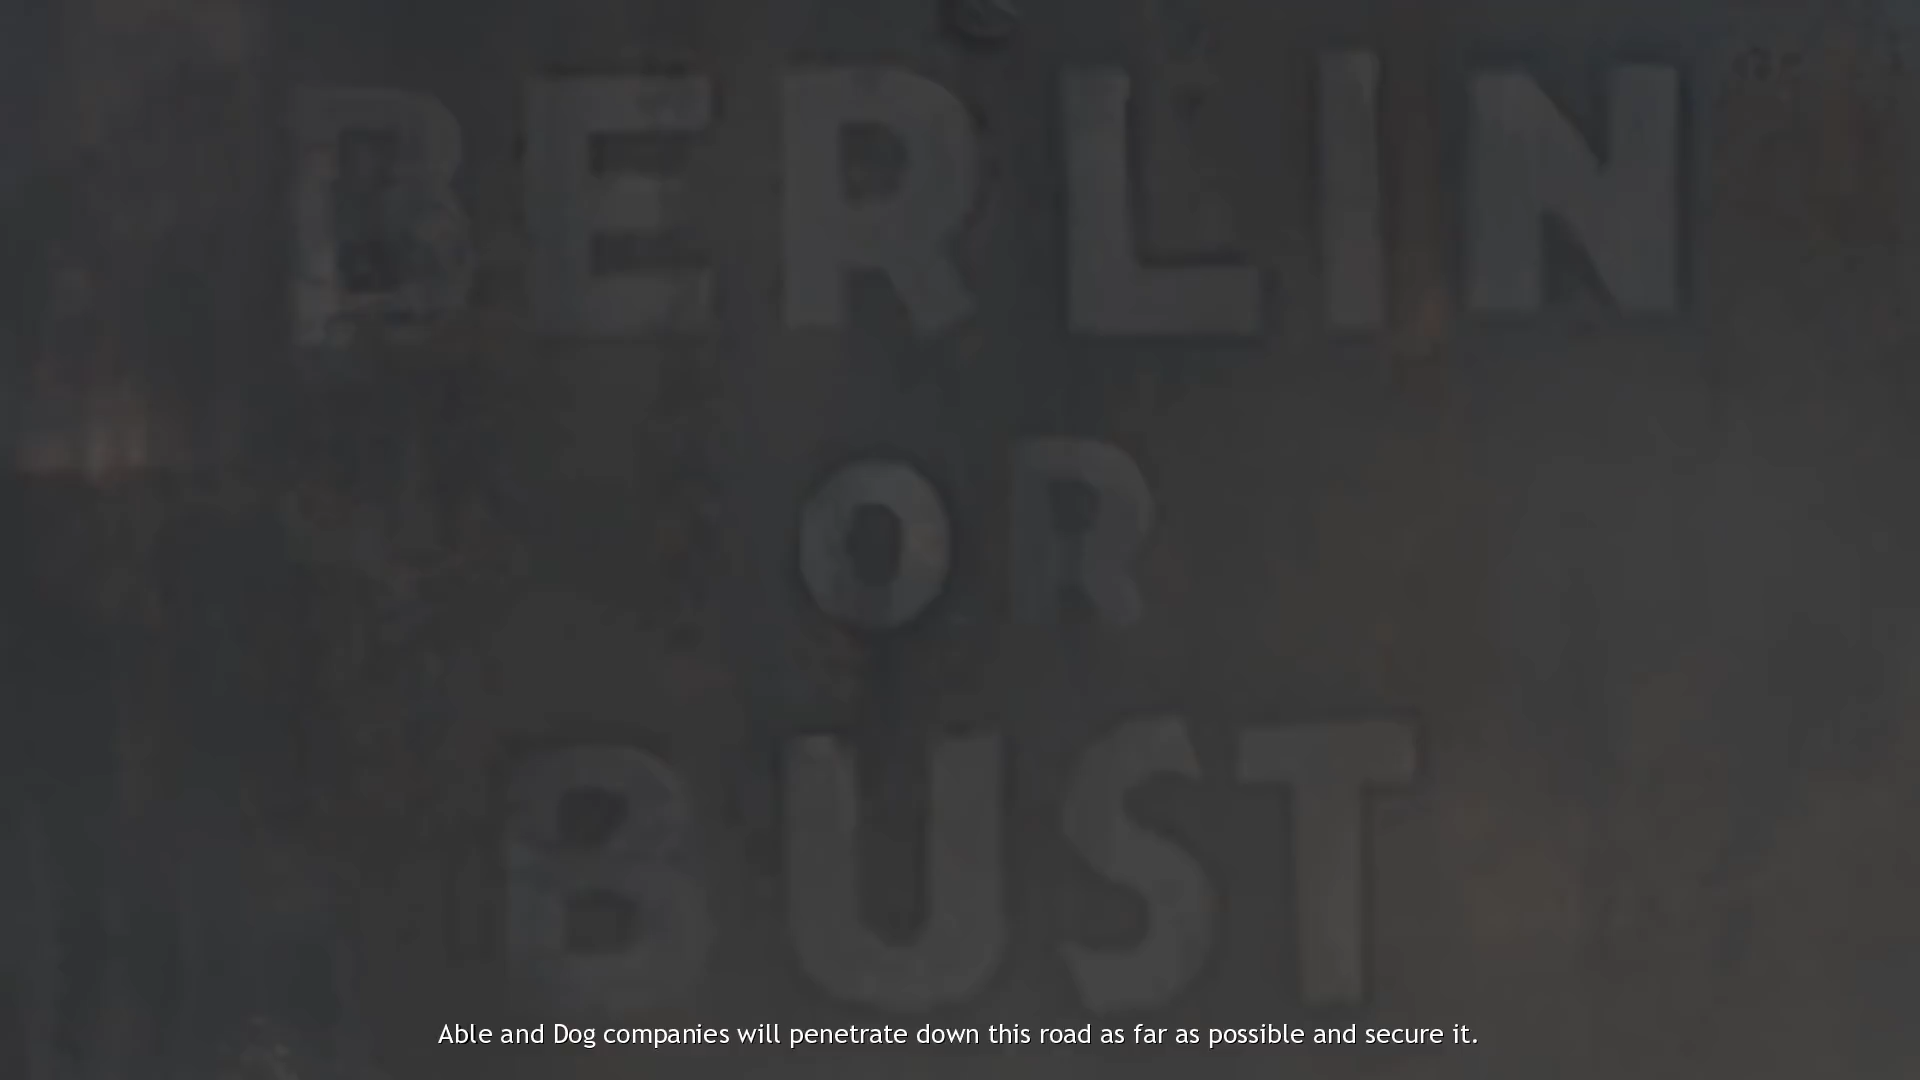 BERLIN
OR
BUST
Able and Dog companies will penetrate down this road as far as possible and secure it.